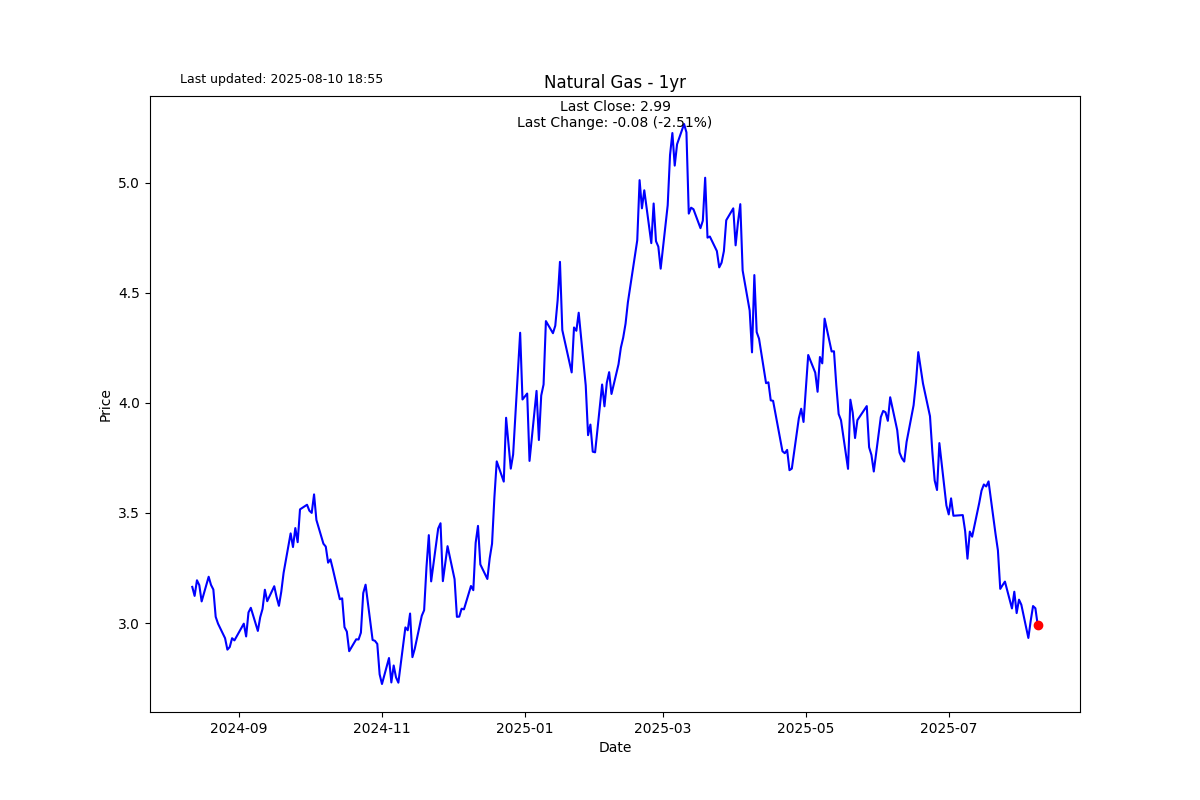 Last updated: 2025-08-10 18:55
Natural Gas - 1yr
Last Close: 2.99
Last Change: -0.08 (-2.51%)
5.0
4.5
4.0
3.5
3.0
Price
2024-09
2024-11
2025-01
2025-03
2025-05
2025-07
Date